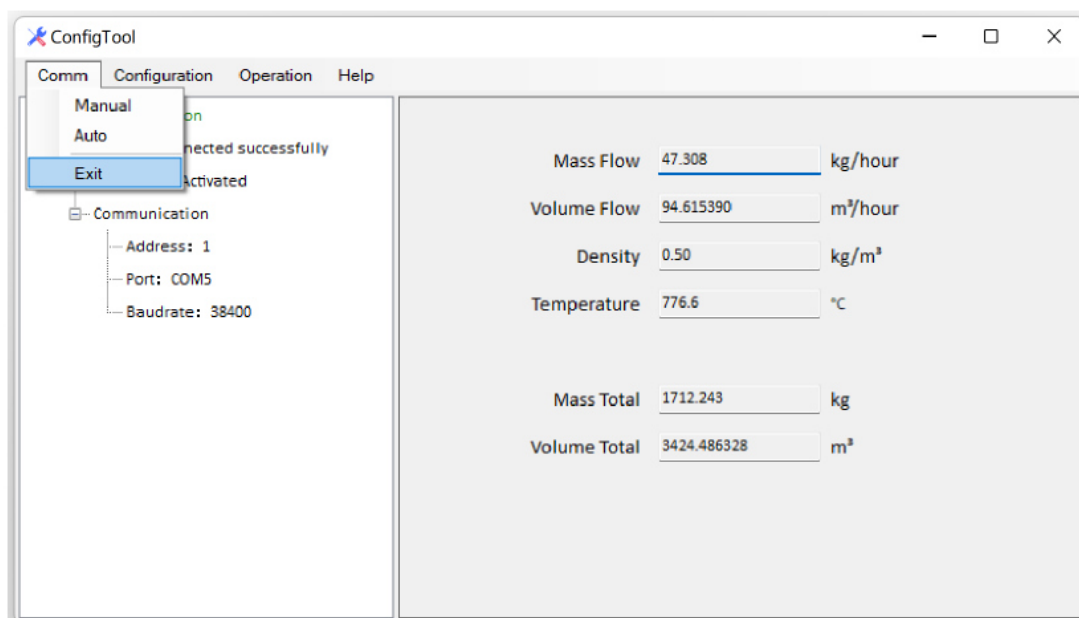 ConfigTool
Comm Configuration Operation Help
Manual
Auto
Exit
on
nected successfully
Activated
Communication
Address: 1
Port: COM5
Baudrate: 38400
Mass Flow 47.308 kg/hour
Volume Flow 94.615390 m³/hour
Density 0.50 kg/m³
Temperature 776.6 °C
Mass Total 1712.243 kg
Volume Total 3424.486328 m³